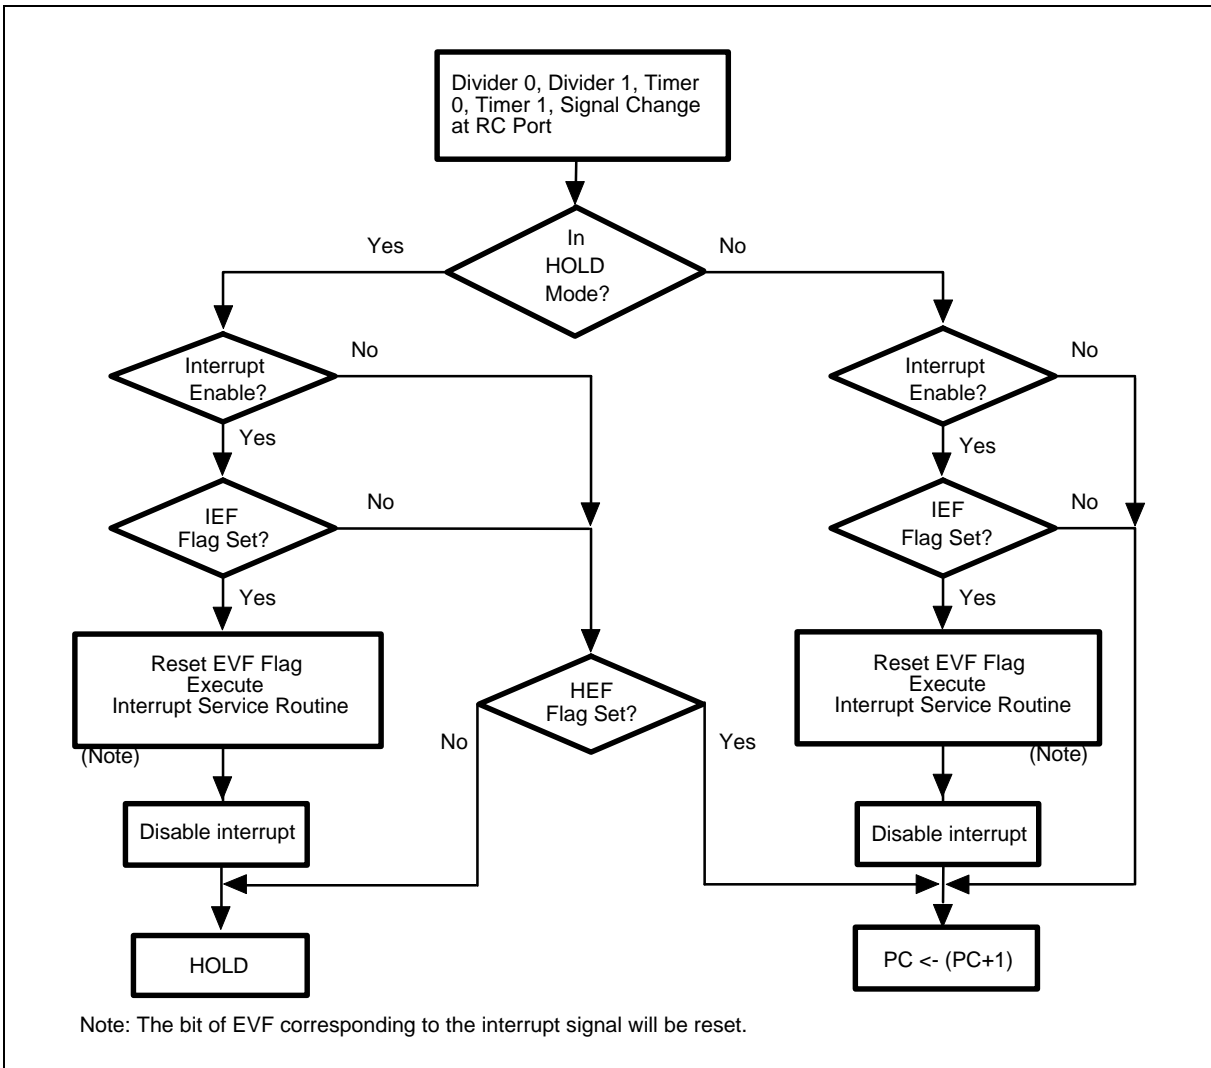 Divider 0, Divider 1, Timer
0, Timer 1, Signal Change
at RC Port
In
HOLD
Mode?
Yes
No
Interrupt
Enable?
No
Yes
Interrupt
Enable?
No
Yes
IEF
Flag Set?
No
Yes
IEF
Flag Set?
No
Yes
Reset EVF Flag
Execute
Interrupt Service Routine
(Note)
HEF
Flag Set?
No
Yes
Reset EVF Flag
Execute
Interrupt Service Routine
(Note)
Disable interrupt
Disable interrupt
HOLD
PC <- (PC+1)
Note: The bit of EVF corresponding to the interrupt signal will be reset.